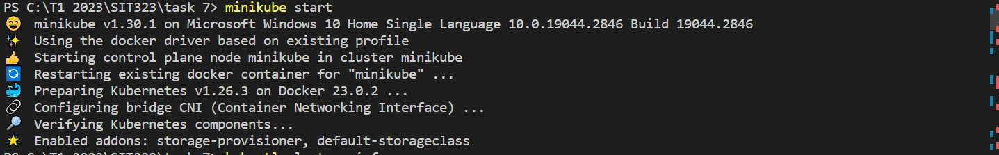 PS C:\T1 2023\SIT323\task 7> minikube start
😄 minikube v1.30.1 on Microsoft Windows 10 Home Single Language 10.0.19044.2846 Build 19044.2846
✨ Using the docker driver based on existing profile
👍 Starting control plane node minikube in cluster minikube
🔄 Restarting existing docker container for "minikube" ...
🐳 Preparing Kubernetes v1.26.3 on Docker 23.0.2 ...
🔗 Configuring bridge CNI (Container Networking Interface) ...
🔎 Verifying Kubernetes components...
🌟 Enabled addons: storage-provisioner, default-storageclass